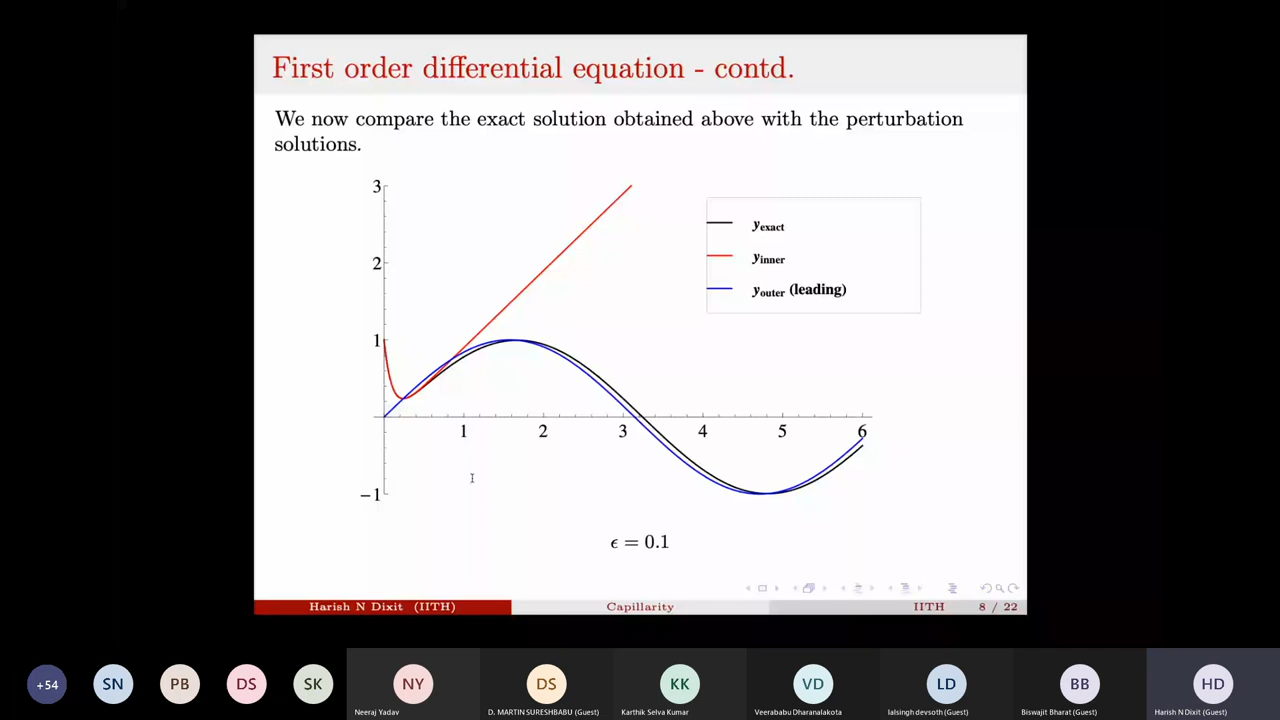 First order differential equation - contd.
We now compare the exact solution obtained above with the perturbation
solutions.
3
2
1
−1
1 2 3 4 5 6
yexact
yinner
youter (leading)
ϵ = 0.1
Harish N Dixit (IITH) Capillarity IITH 8 / 22
+54 SN PB DS SK NY DS KK VD LD BB HD
Neeraj Yadav D. MARTIN SURESHBABU (Guest) Karthik Selva Kumar Veerababu Dharanalakota lalsingh devsoth (Guest) Biswajit Bharat (Guest) Harish N Dixit (Guest)